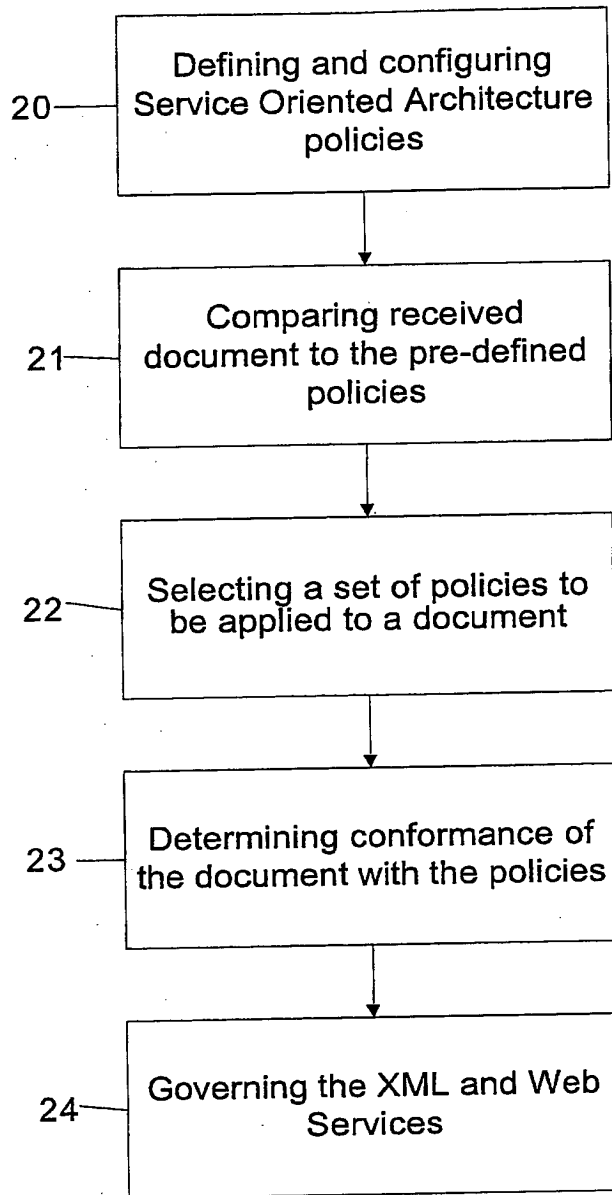 Defining and configuring
20 Service Oriented Architecture
policies
Comparing received
21 document to the pre-defined
policies
Selecting a set of policies to
22 be applied to a document
Determining conformance of
23 the document with the policies
Governing the XML and Web
24 Services